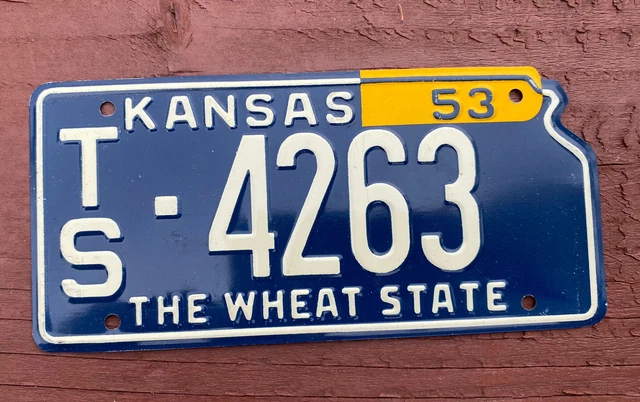 KANSAS 53
TS - 4263
THE WHEAT STATE